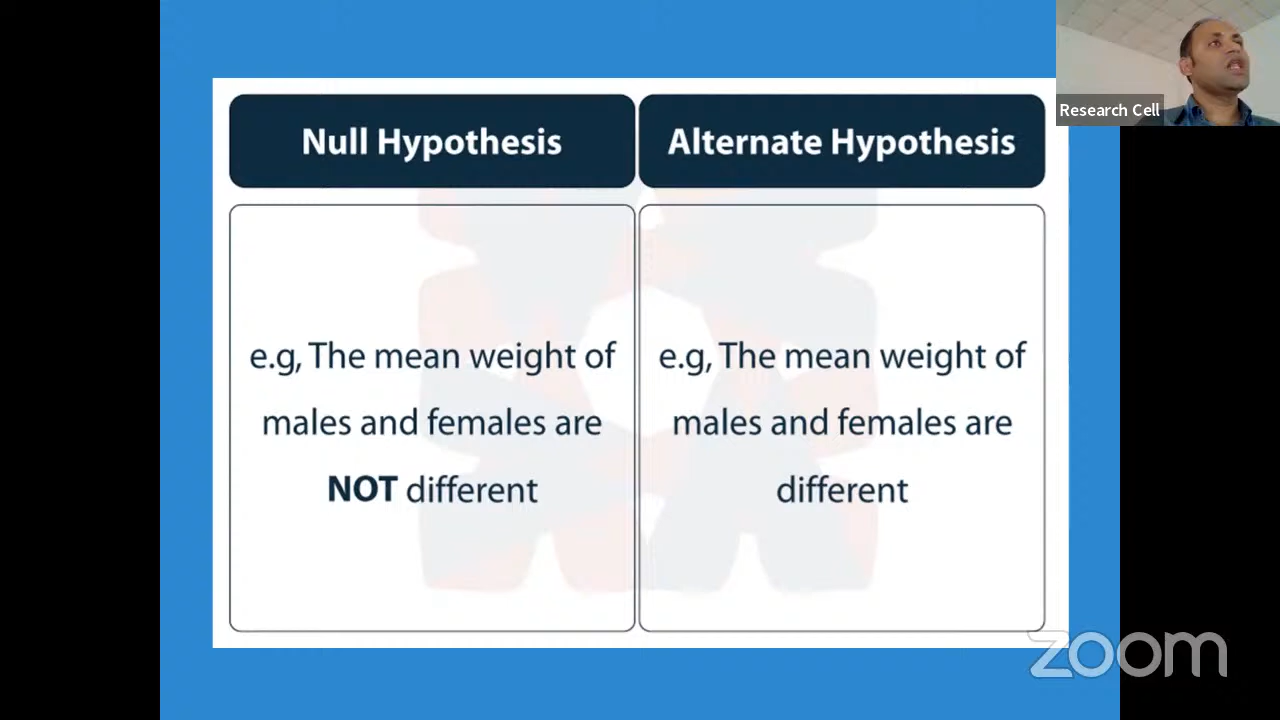 Null Hypothesis
Alternate Hypothesis
e.g, The mean weight of
males and females are
NOT different
e.g, The mean weight of
males and females are
different
Research Cell
zoom